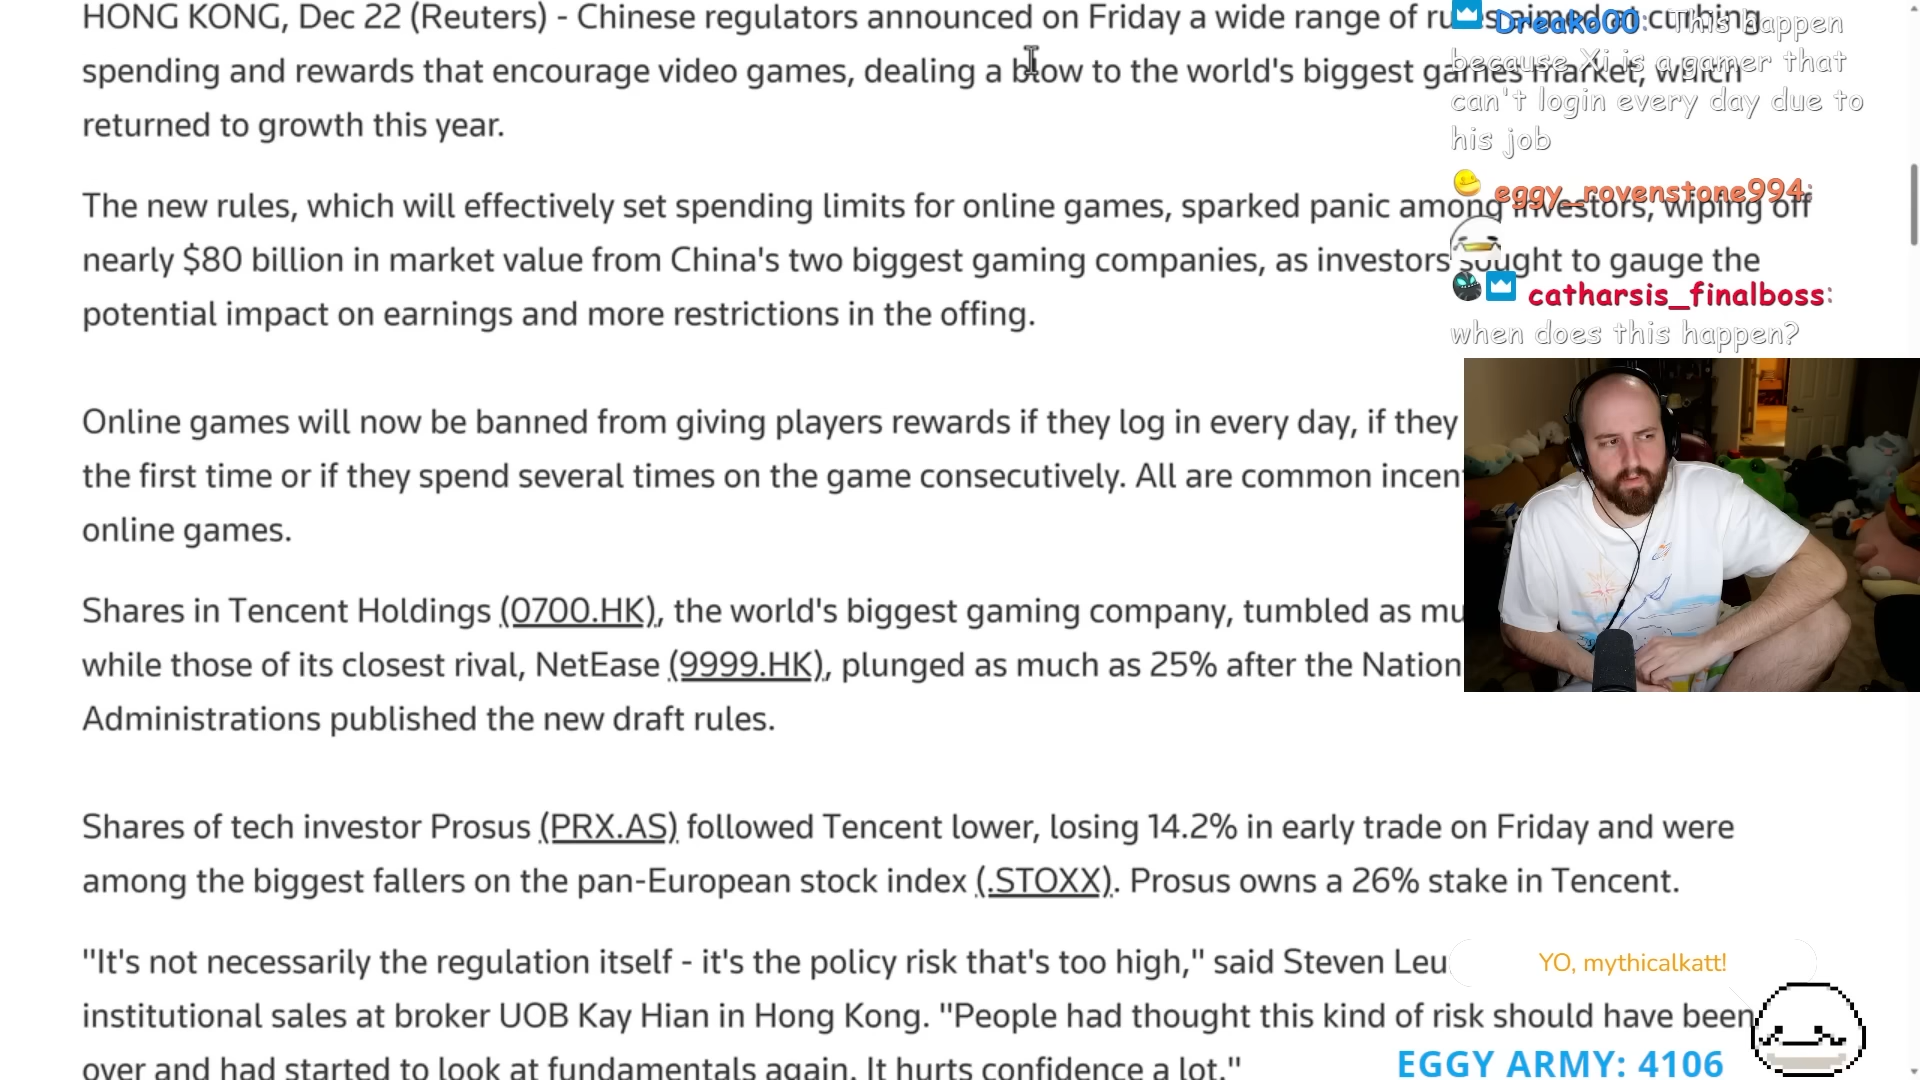 HONG KONG, Dec 22 (Reuters) - Chinese regulators announced on Friday a wide range of rules aimed at curbing
spending and rewards that encourage video games, dealing a blow to the world's biggest games market, which
returned to growth this year.
The new rules, which will effectively set spending limits for online games, sparked panic among investors, wiping off
nearly $80 billion in market value from China's two biggest gaming companies, as investors sought to gauge the
potential impact on earnings and more restrictions in the offing.
Online games will now be banned from giving players rewards if they log in every day, if they
the first time or if they spend several times on the game consecutively. All are common incen
online games.
Shares in Tencent Holdings (0700.HK), the world's biggest gaming company, tumbled as mu
while those of its closest rival, NetEase (9999.HK), plunged as much as 25% after the Nation
Administrations published the new draft rules.
Shares of tech investor Prosus (PRX.AS) followed Tencent lower, losing 14.2% in early trade on Friday and were
among the biggest fallers on the pan-European stock index (.STOXX). Prosus owns a 26% stake in Tencent.
"It's not necessarily the regulation itself - it's the policy risk that's too high," said Steven Leu
institutional sales at broker UOB Kay Hian in Hong Kong. "People had thought this kind of risk should have been
over and had started to look at fundamentals again. It hurts confidence a lot."
Dreako00: This happen
because Xi is a gamer that
can't login every day due to
his job
eggy_rovenstone994:
catharsis_finalboss:
when does this happen?
YO, mythicalkatt!
EGGY ARMY: 4106